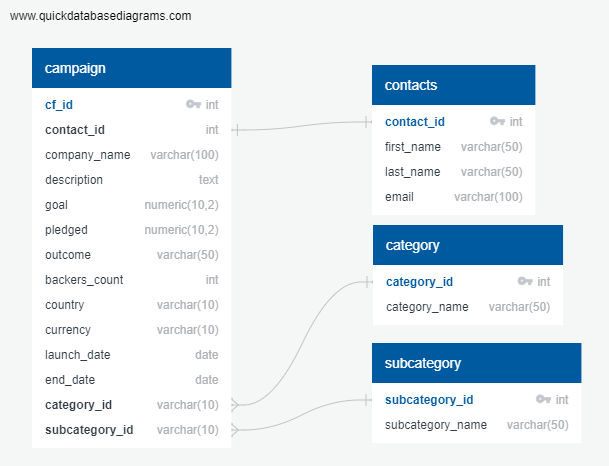 www.quickdatabasediagrams.com
campaign
cf_id int
contact_id int
company_name varchar(100)
description text
goal numeric(10,2)
pledged numeric(10,2)
outcome varchar(50)
backers_count int
country varchar(10)
currency varchar(10)
launch_date date
end_date date
category_id varchar(10)
subcategory_id varchar(10)
contacts
contact_id int
first_name varchar(50)
last_name varchar(50)
email varchar(100)
category
category_id int
category_name varchar(50)
subcategory
subcategory_id int
subcategory_name varchar(50)